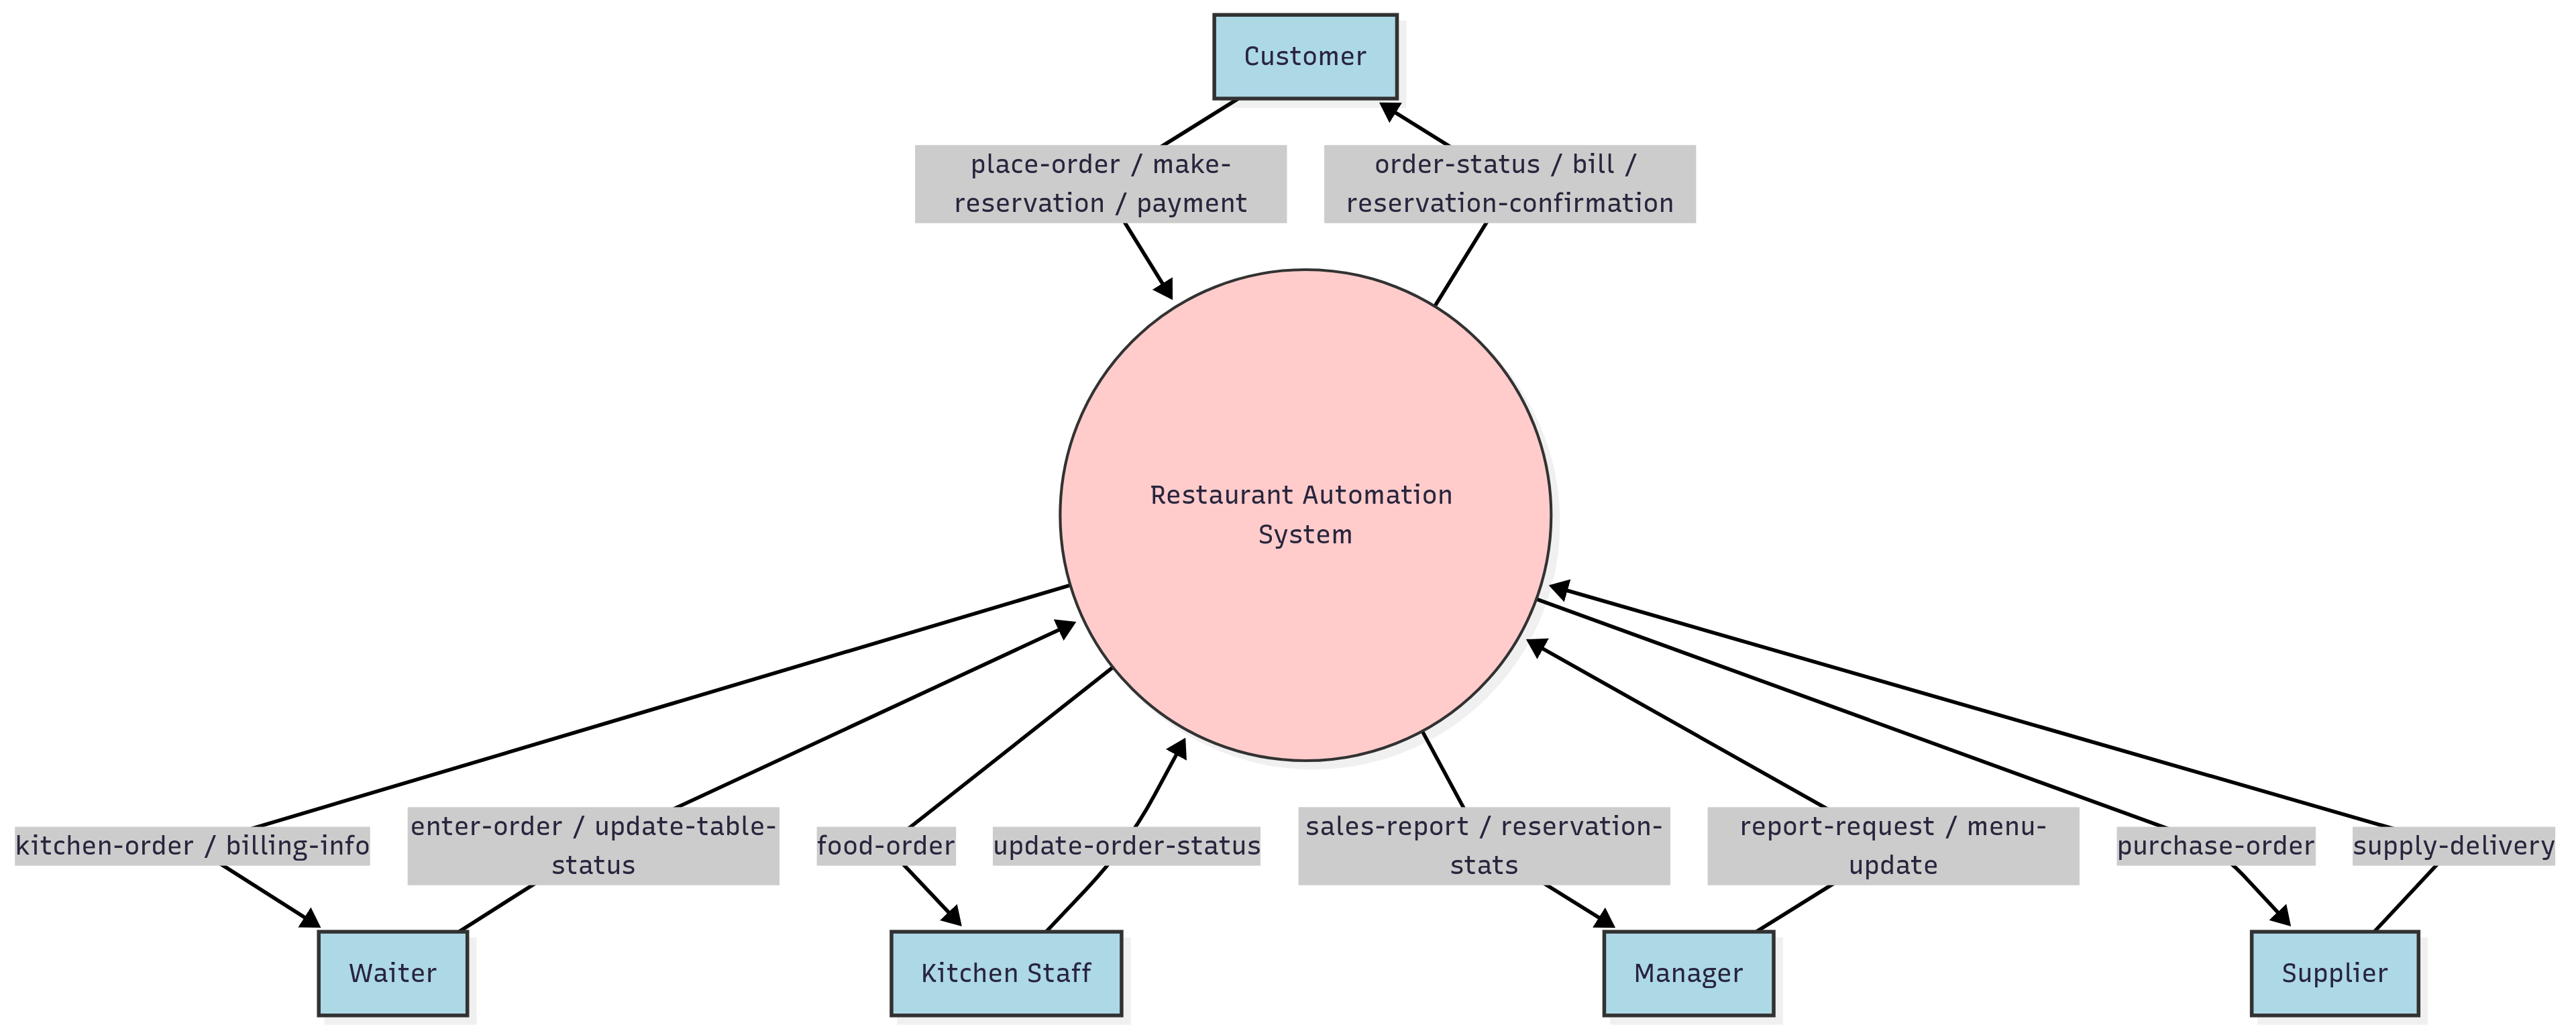 Customer
place-order / make-
reservation / payment
order-status / bill /
reservation-confirmation
Restaurant Automation
System
kitchen-order / billing-info
enter-order / update-table-
status
food-order
update-order-status
sales-report / reservation-
stats
report-request / menu-
update
purchase-order
supply-delivery
Waiter
Kitchen Staff
Manager
Supplier